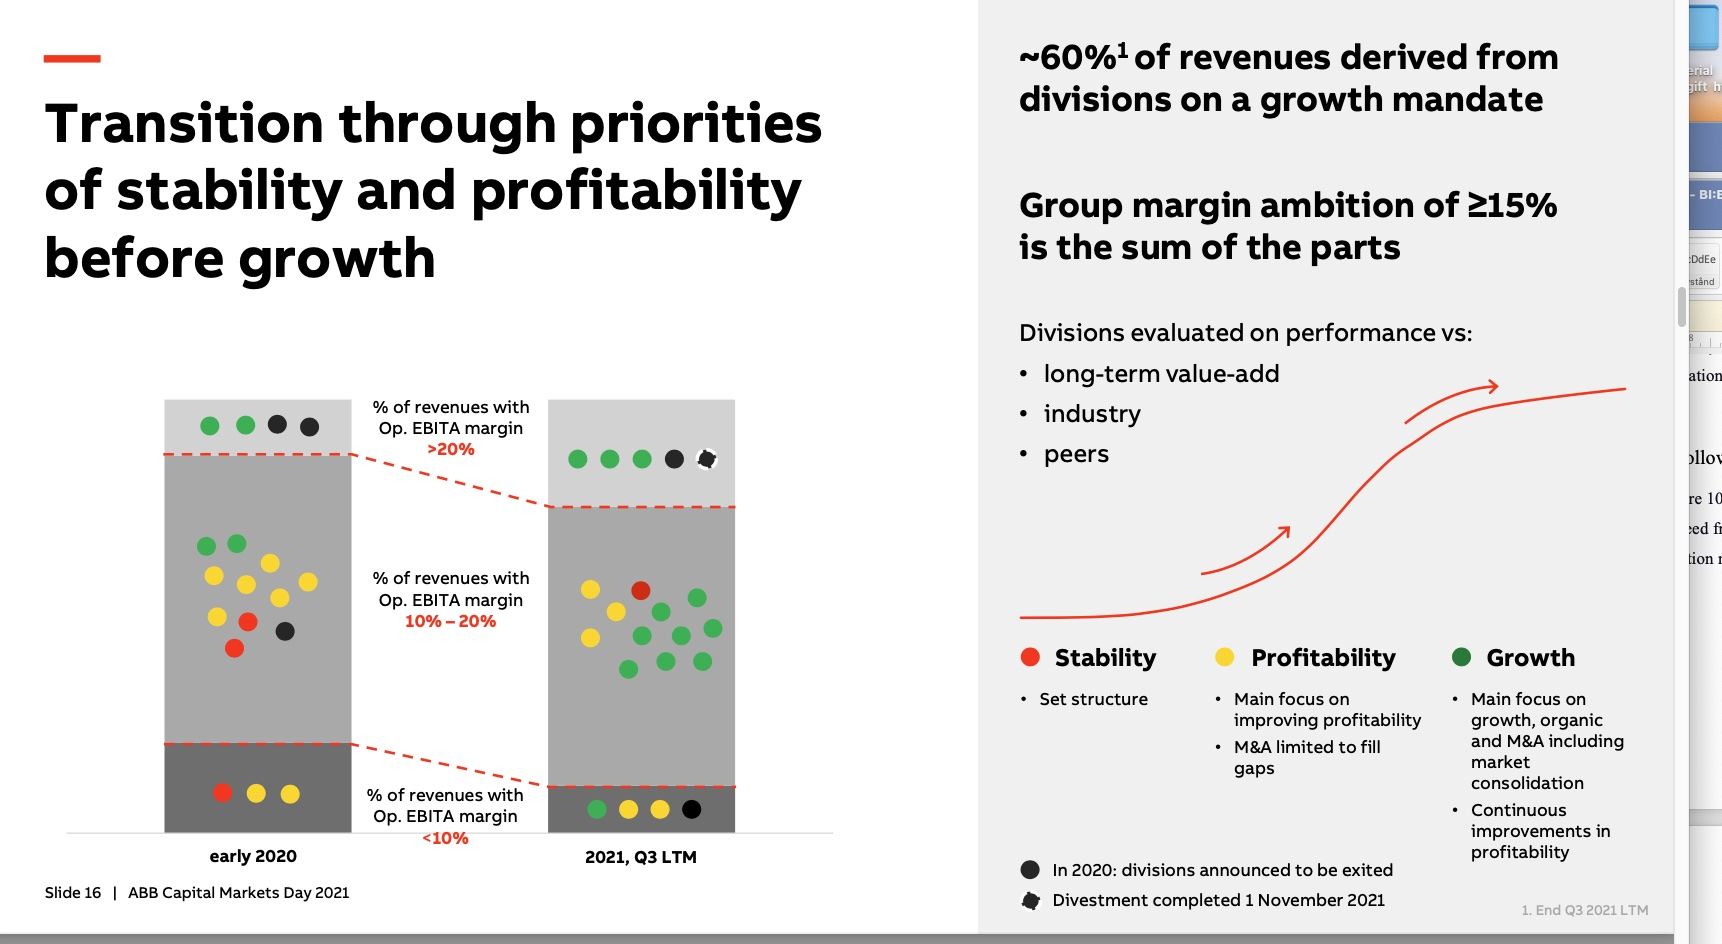 Transition through priorities
of stability and profitability
before growth
% of revenues with
Op. EBITA margin
>20%
% of revenues with
Op. EBITA margin
10% – 20%
% of revenues with
Op. EBITA margin
<10%
early 2020
2021, Q3 LTM
Slide 16 | ABB Capital Markets Day 2021
~60%¹ of revenues derived from
divisions on a growth mandate
Group margin ambition of ≥15%
is the sum of the parts
Divisions evaluated on performance vs:
• long-term value-add
• industry
• peers
Stability
• Set structure
Profitability
• Main focus on
improving profitability
• M&A limited to fill
gaps
Growth
• Main focus on
growth, organic
and M&A including
market
consolidation
• Continuous
improvements in
profitability
In 2020: divisions announced to be exited
Divestment completed 1 November 2021
1. End Q3 2021 LTM